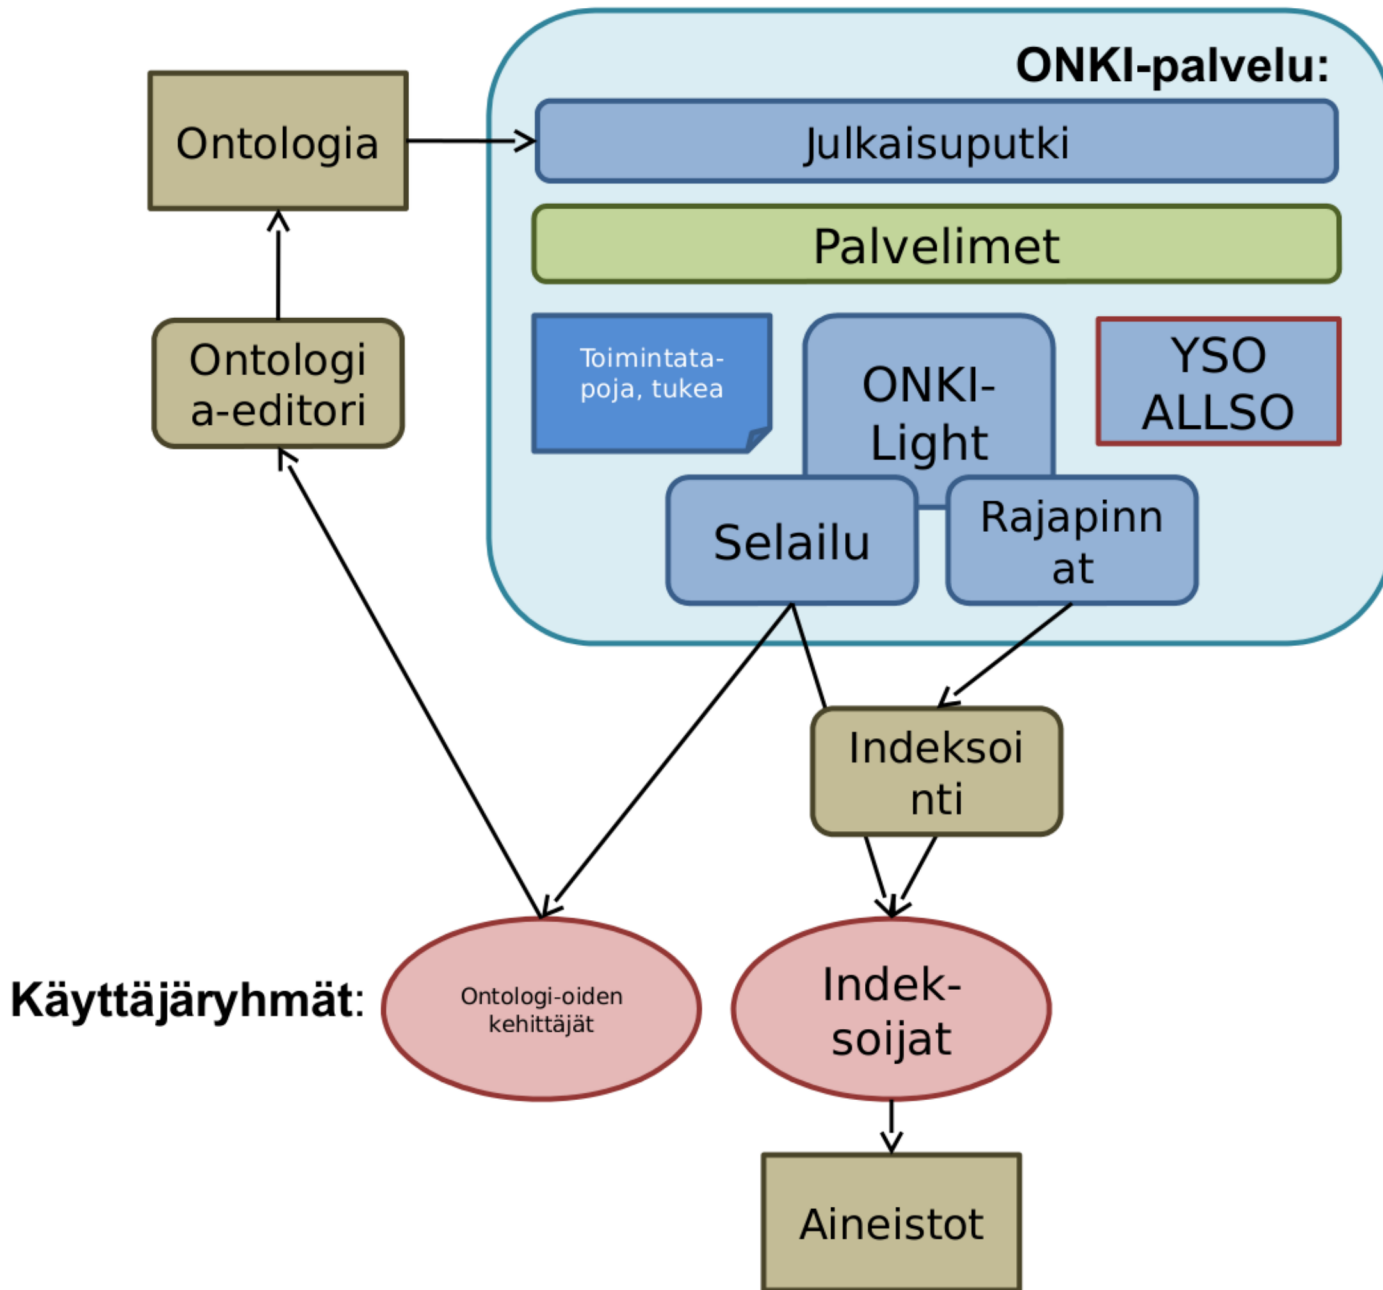 ONKI-palvelu:
Ontologia
Julkaisuputki
Palvelimet
Ontologi
a-editori
Toimintata-
poja, tukea
ONKI-
Light
YSO
ALLSO
Selailu
Rajapinn
at
Indeksoi
nti
Käyttäjäryhmät:
Ontologi-oiden
kehittäjät
Indek-
soijat
Aineistot